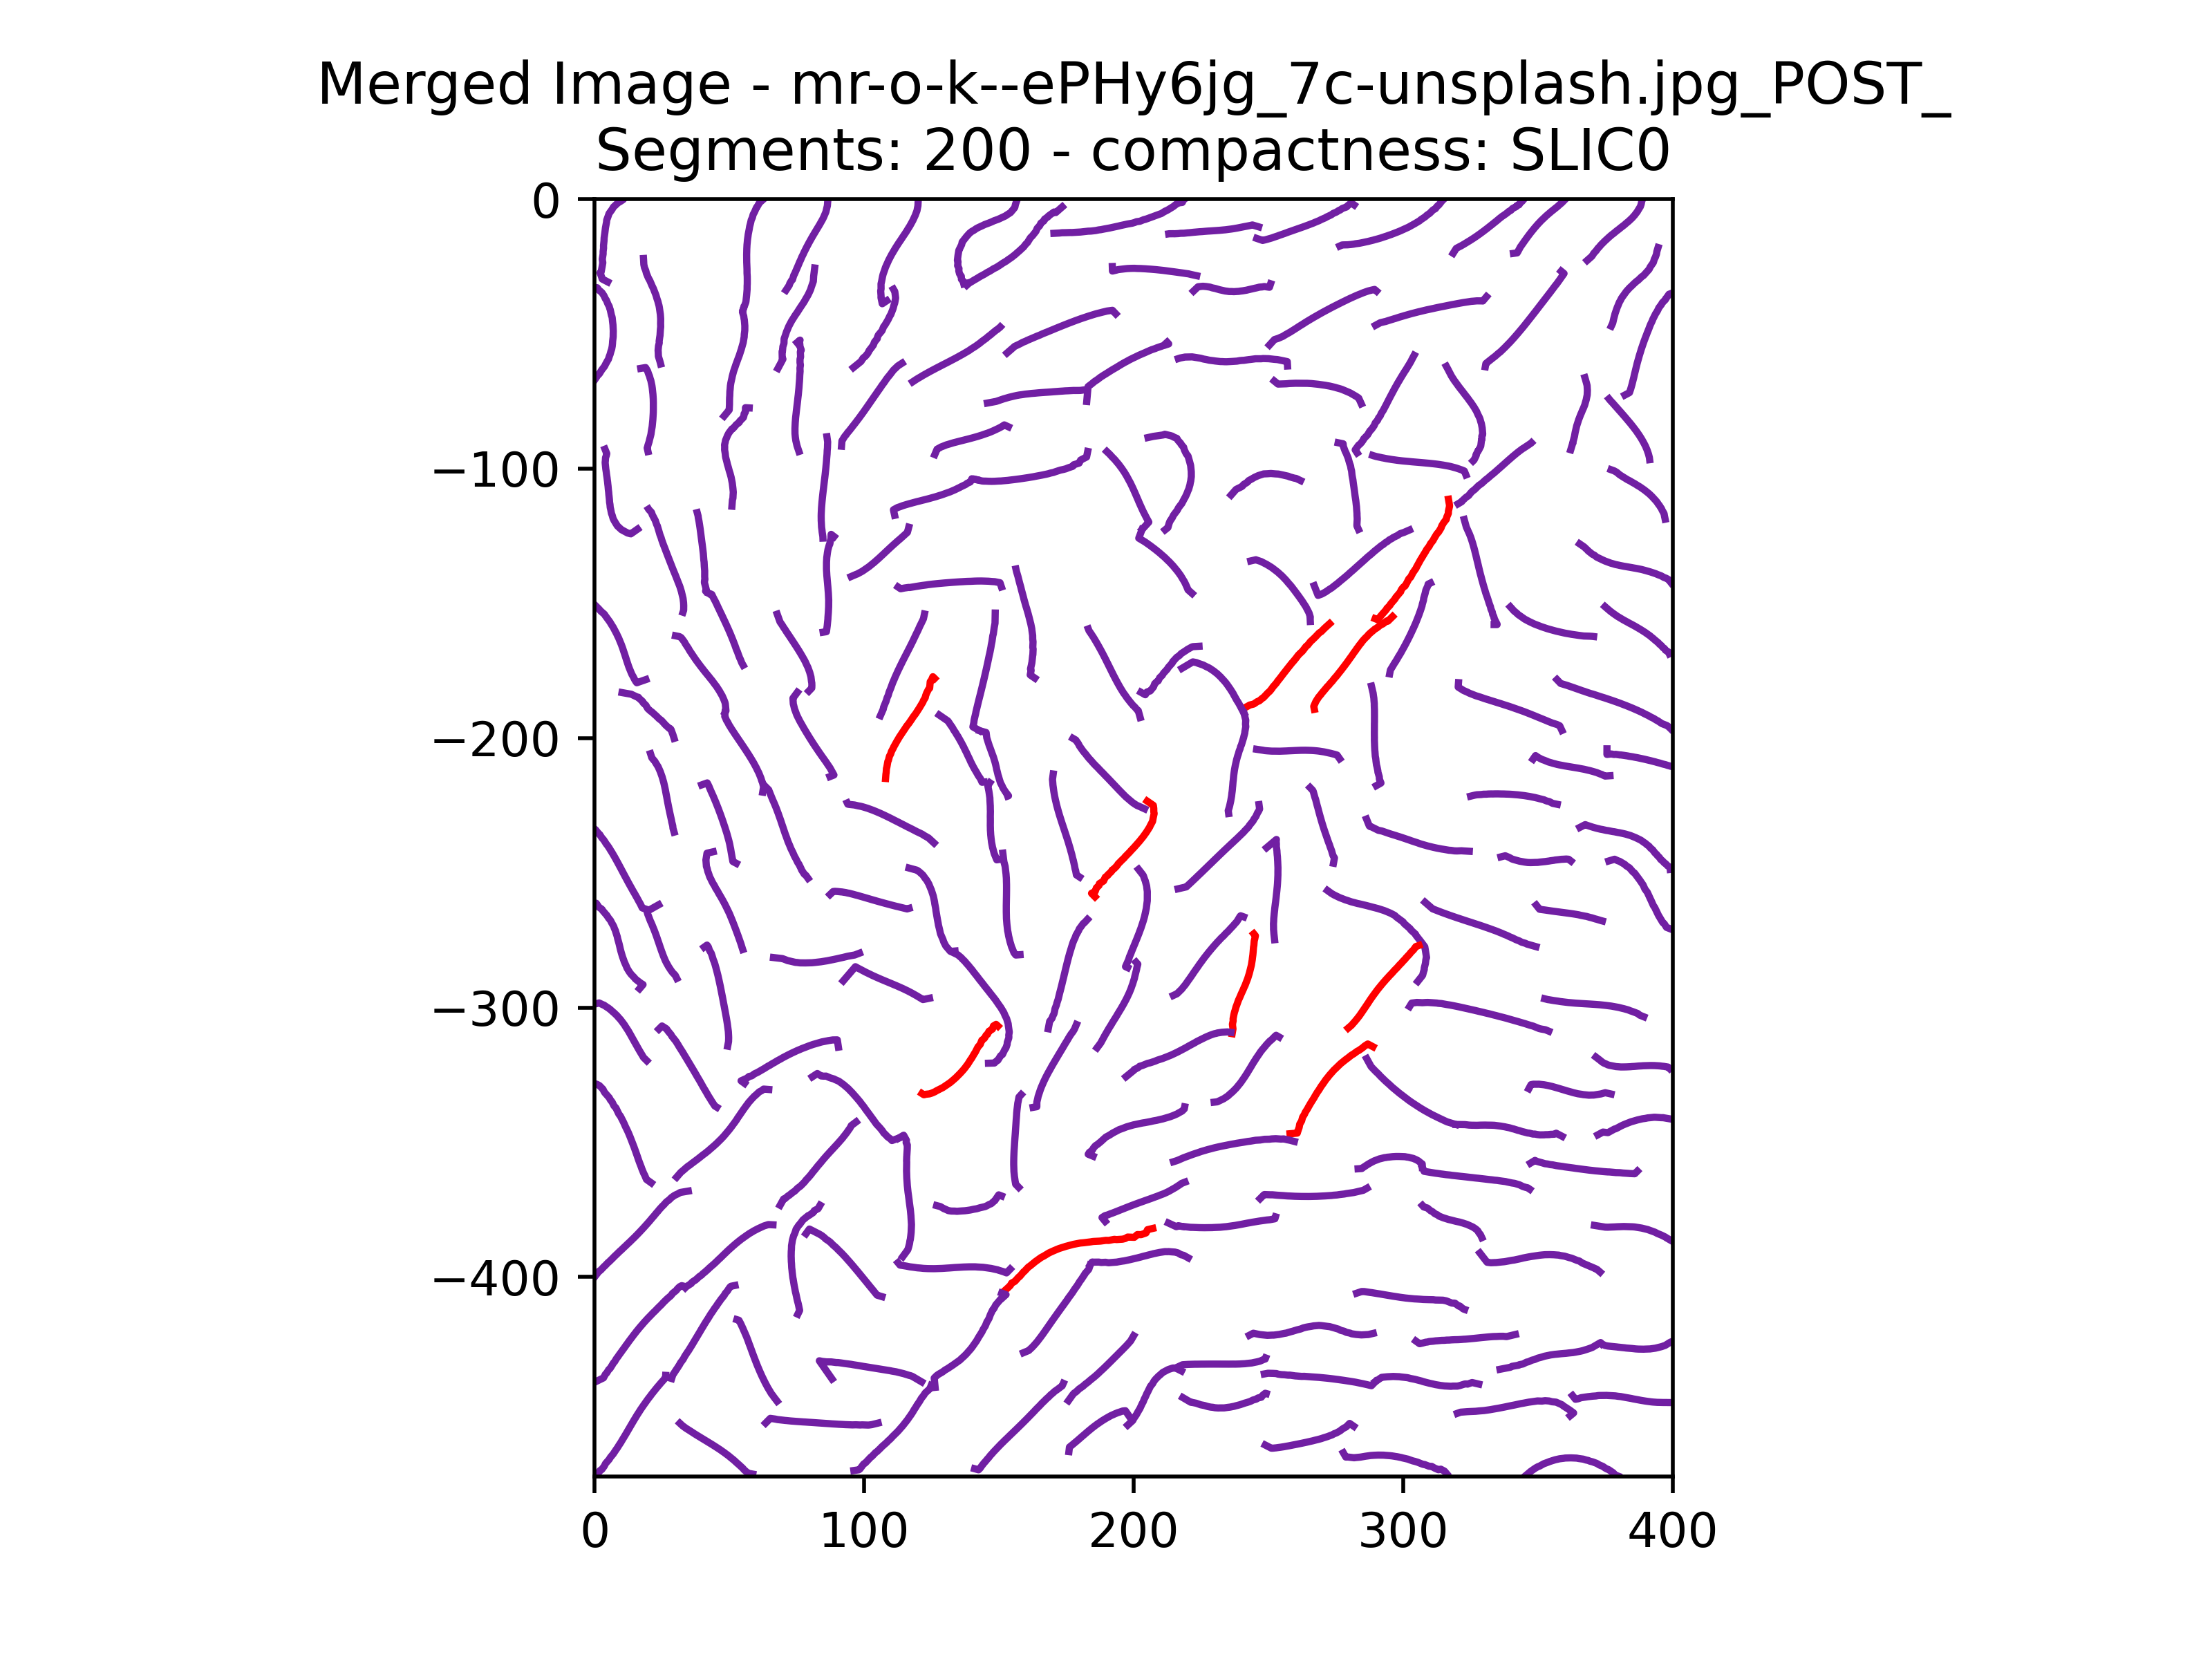 Merged Image - mr-o-k--ePHy6jg_7c-unsplash.jpg_POST_
Segments: 200 - compactness: SLIC0
0
−100
−200
−300
−400
0 100 200 300 400